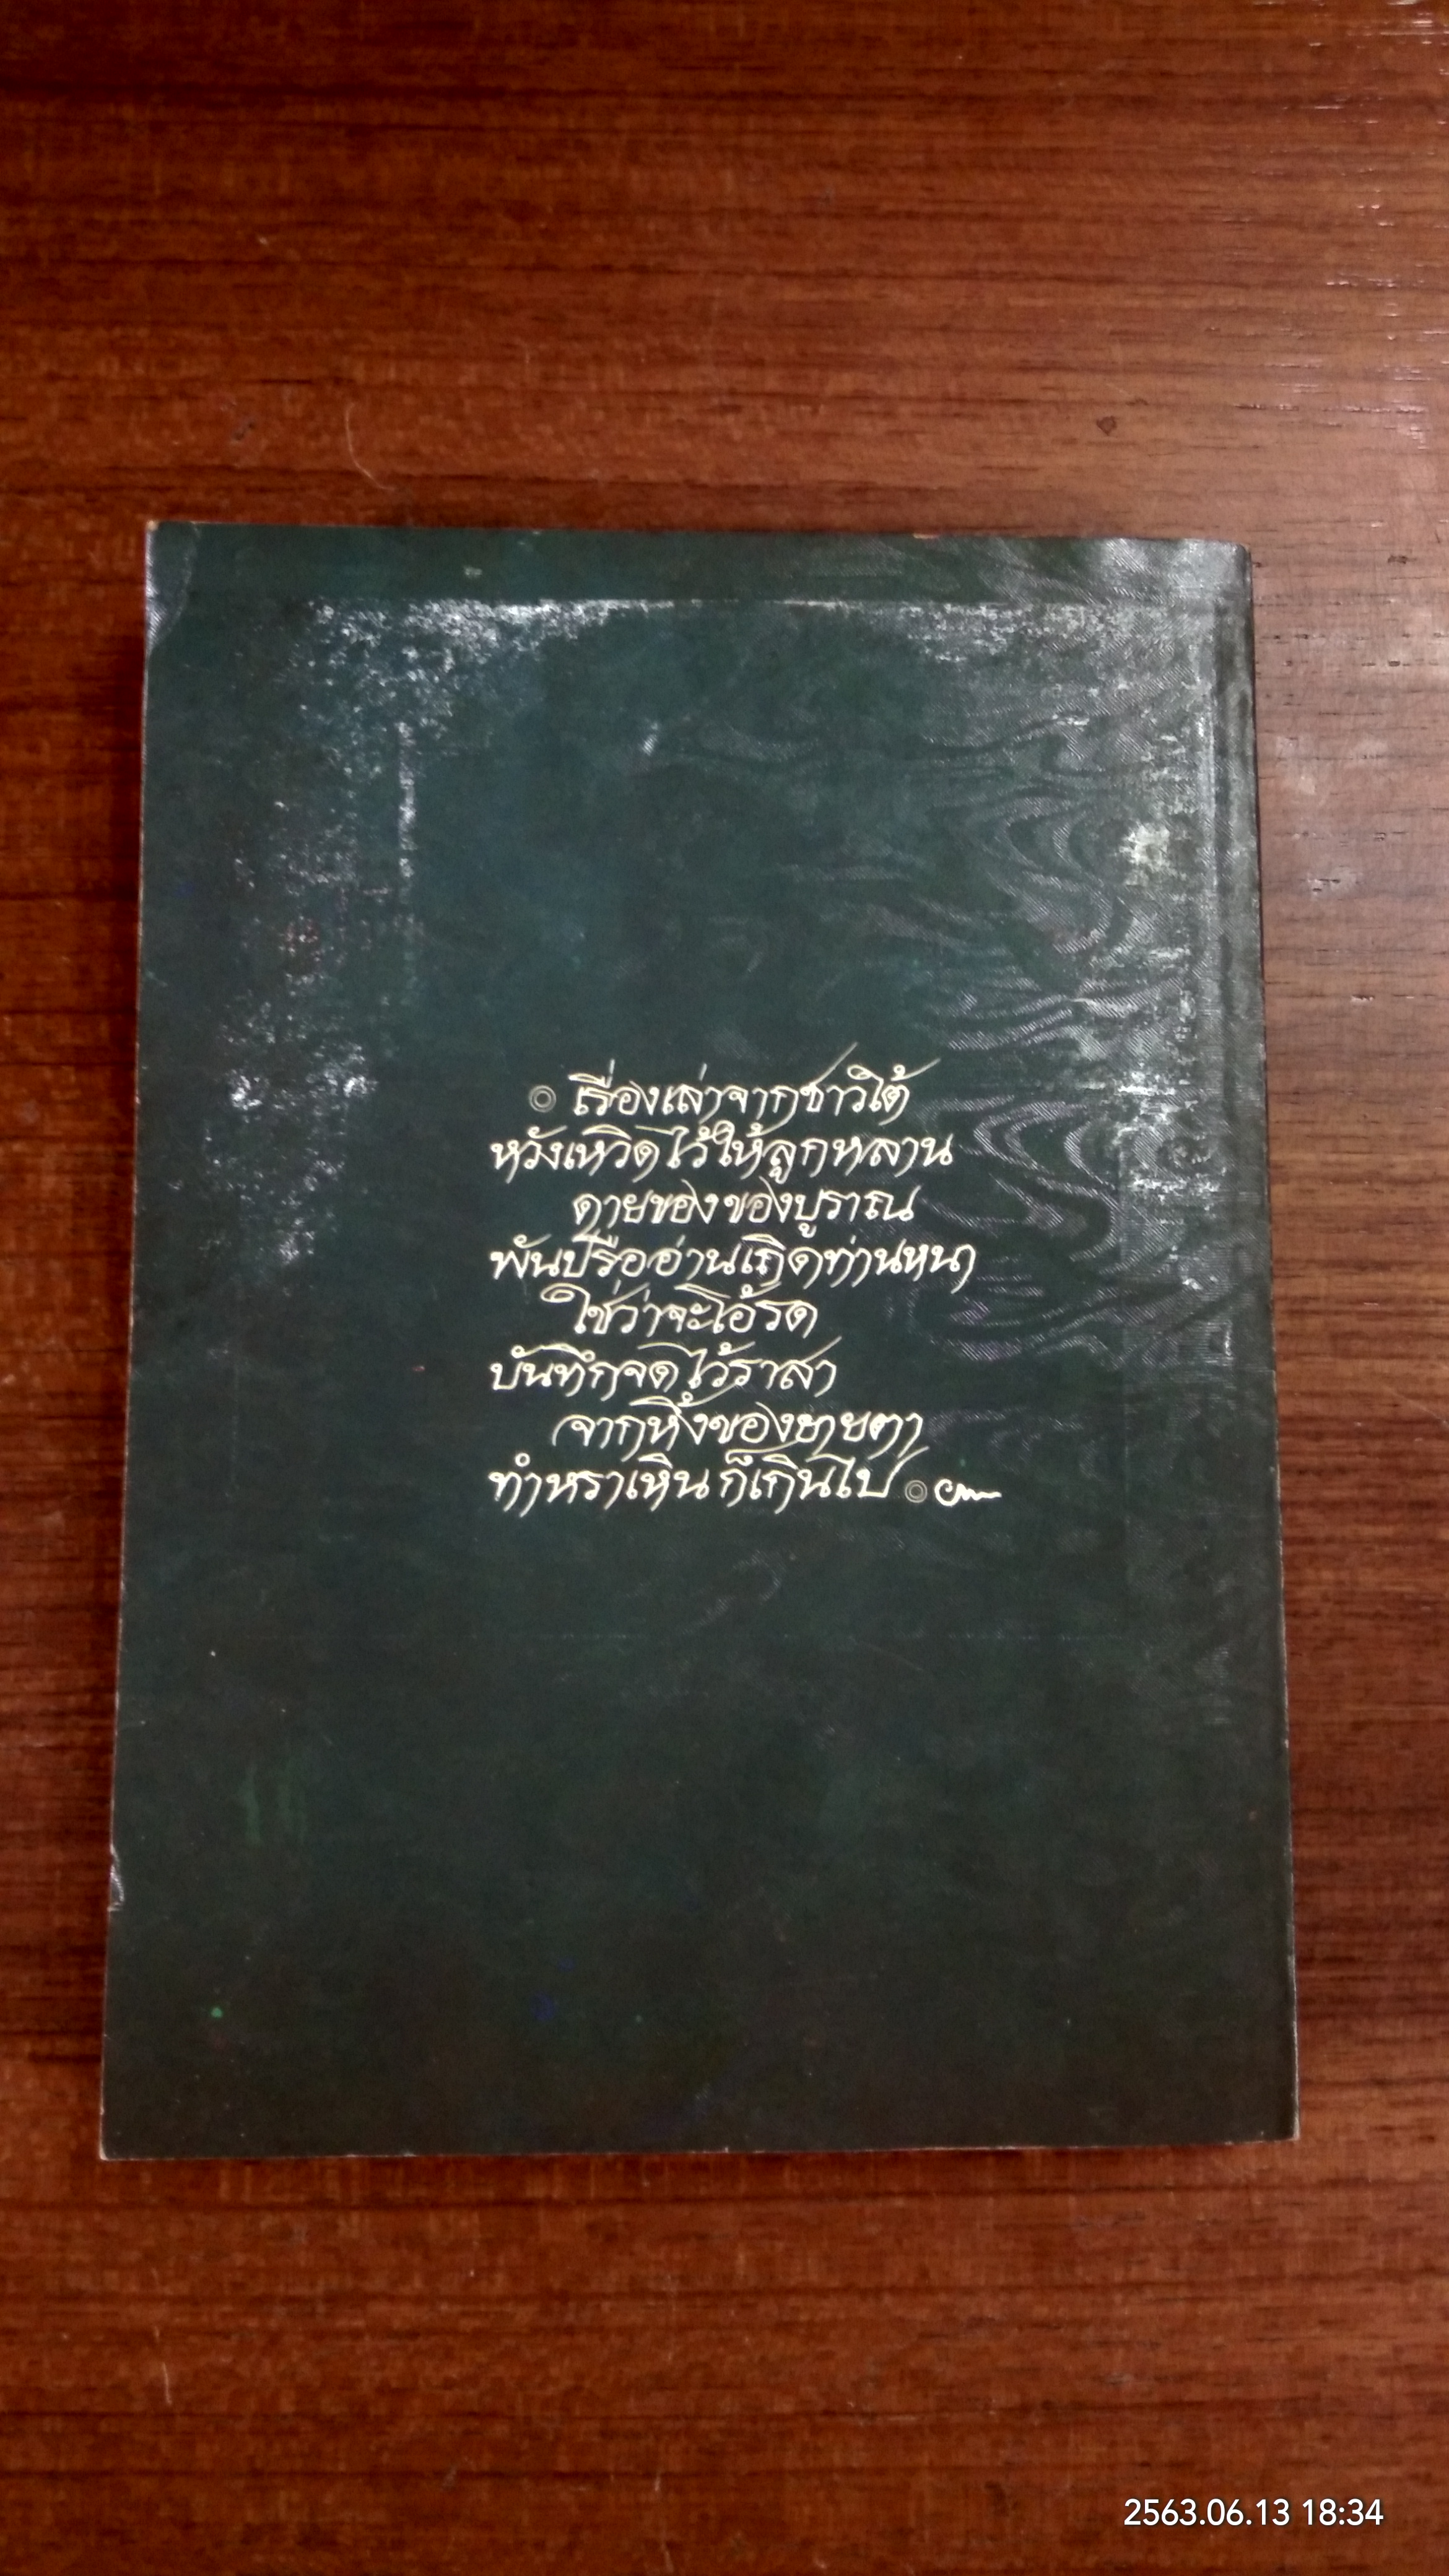 ๏ เรื่องเล่าจากชาวใต้
หวังเหวิดไว้ให้ลูกหลาน
ดายของของบูราณ
พันปรื้ออ่านเถิดท่านหนา
ใช่ว่าจะโอ้รด
บันทึกจดไว้ราสา
จากหิ้งของยายตา
ทำหราเหินก็เกินไป ๏
2563.06.13 18:34